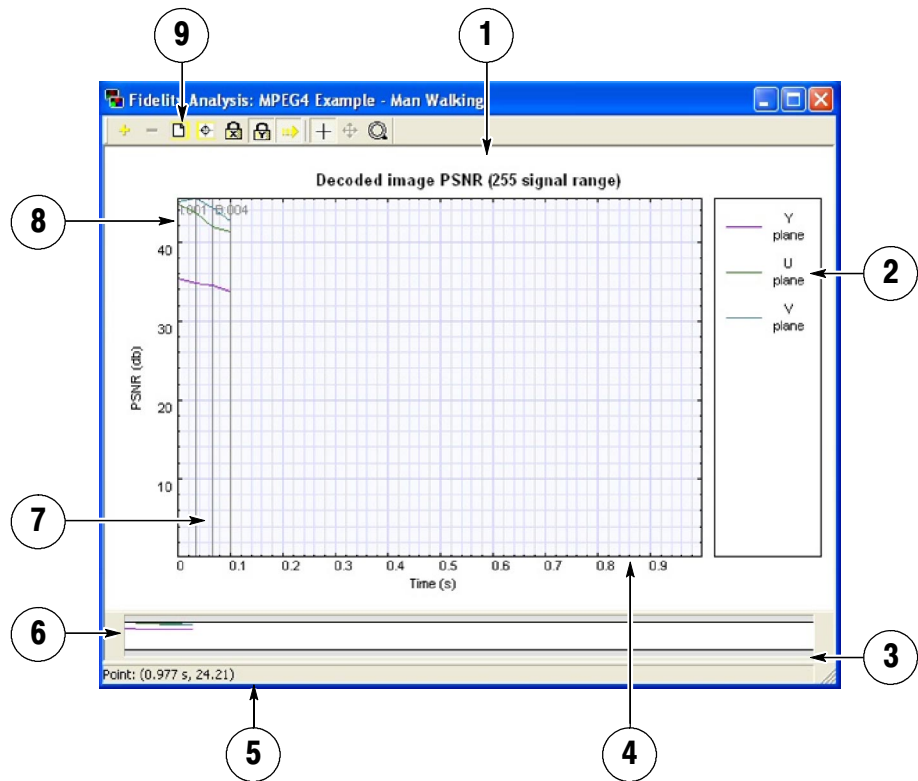 9
1
Fidelity Analysis: MPEG4 Example - Man Walking
Decoded image PSNR (255 signal range)
8
40
30
20
10
PSNR (db)
Y
plane
U
plane
V
plane
2
7
0 0.1 0.2 0.3 0.4 0.5 0.6 0.7 0.8 0.9
Time (s)
6
3
Point: (0.977 s, 24.21)
5
4